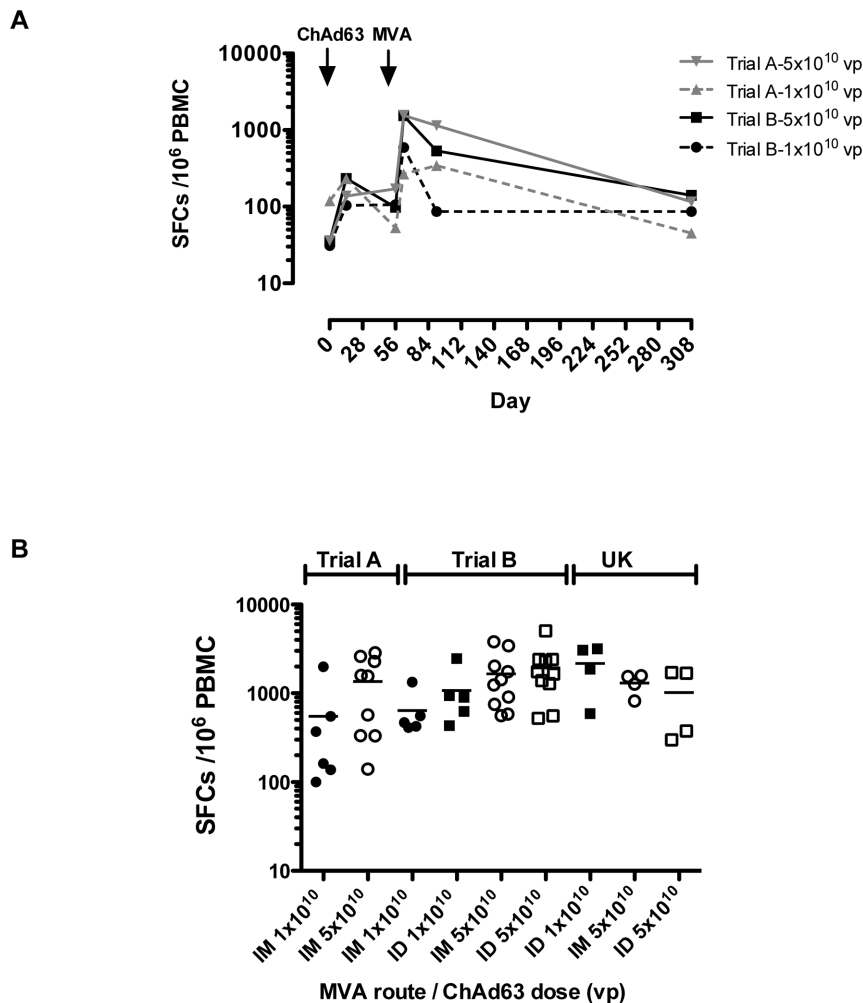 A
ChAd63 MVA
10000
1000
100
10
SFCs /10⁶ PBMC
0 28 56 84 112 140 168 196 224 252 280 308
Day
Trial A-5x10¹⁰ vp
Trial A-1x10¹⁰ vp
Trial B-5x10¹⁰ vp
Trial B-1x10¹⁰ vp
B
Trial A Trial B UK
10000
1000
100
10
SFCs /10⁶ PBMC
IM 1x10¹⁰
IM 5x10¹⁰
IM 1x10¹⁰
ID 1x10¹⁰
IM 5x10¹⁰
ID 5x10¹⁰
ID 1x10¹⁰
IM 5x10¹⁰
ID 5x10¹⁰
MVA route / ChAd63 dose (vp)